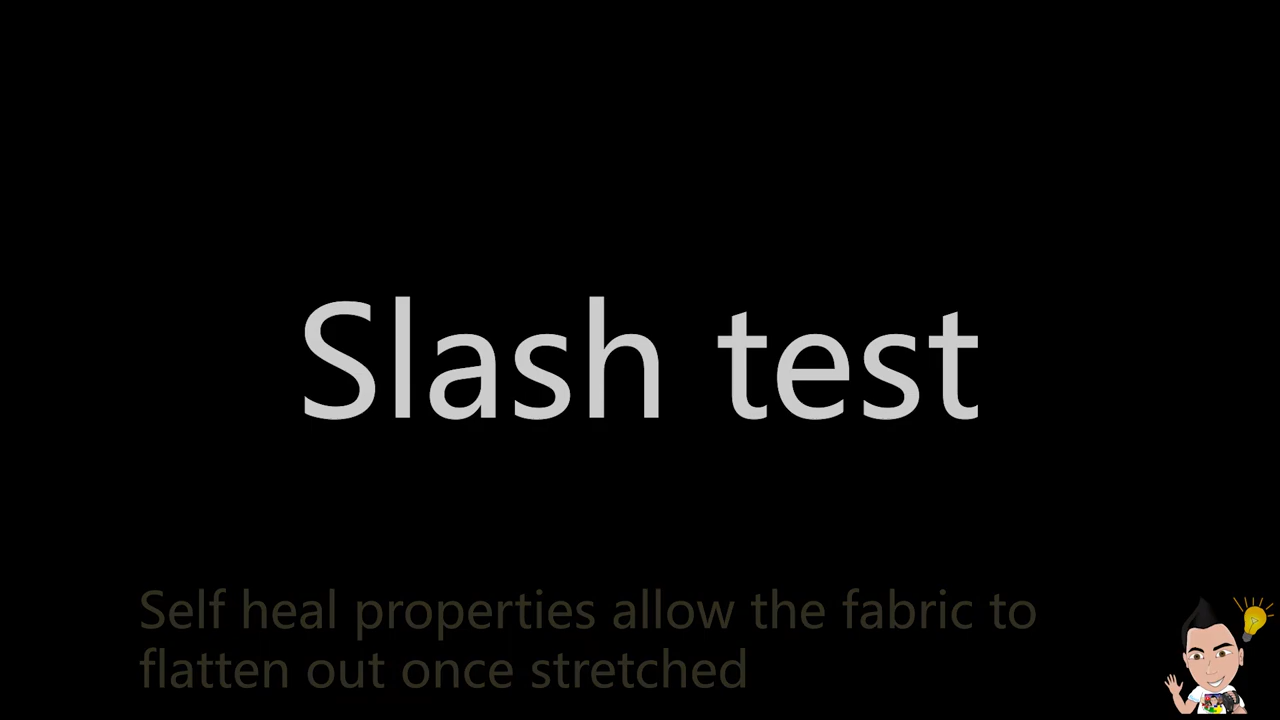 Slash test
Self heal properties allow the fabric to
flatten out once stretched